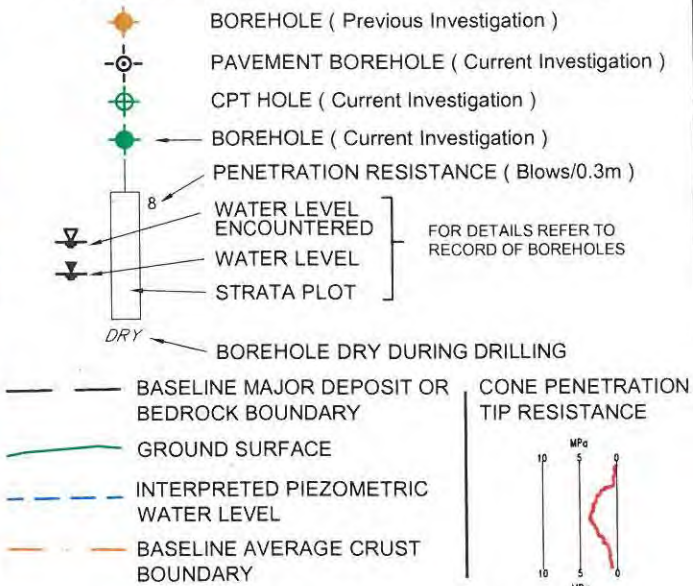 BOREHOLE ( Previous Investigation )
PAVEMENT BOREHOLE ( Current Investigation )
CPT HOLE ( Current Investigation )
BOREHOLE ( Current Investigation )
PENETRATION RESISTANCE ( Blows/0.3m )
8
WATER LEVEL
ENCOUNTERED
WATER LEVEL
STRATA PLOT
FOR DETAILS REFER TO
RECORD OF BOREHOLES
DRY
BOREHOLE DRY DURING DRILLING
BASELINE MAJOR DEPOSIT OR
BEDROCK BOUNDARY
GROUND SURFACE
INTERPRETED PIEZOMETRIC
WATER LEVEL
BASELINE AVERAGE CRUST
BOUNDARY
CONE PENETRATION
TIP RESISTANCE
MPa
10 5 0
10 5 0